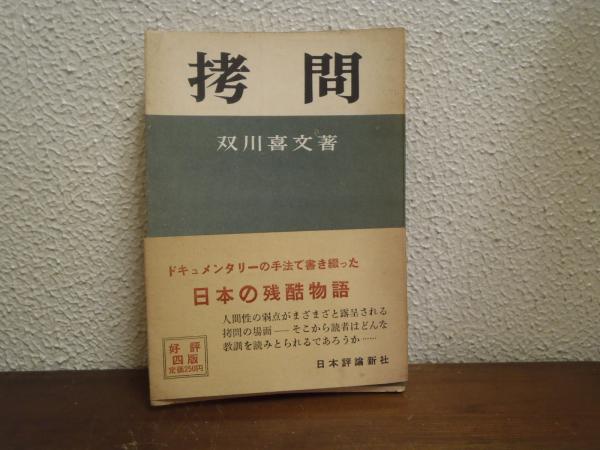 拷問
双川喜文著
ドキュメンタリーの手法で書き綴った
日本の残酷物語
人間性の弱点がまざまざと露呈される
拷問の場面――そこから読者はどんな
教訓を読みとられるであろうか……
好評
四版
定価250円
日本評論新社